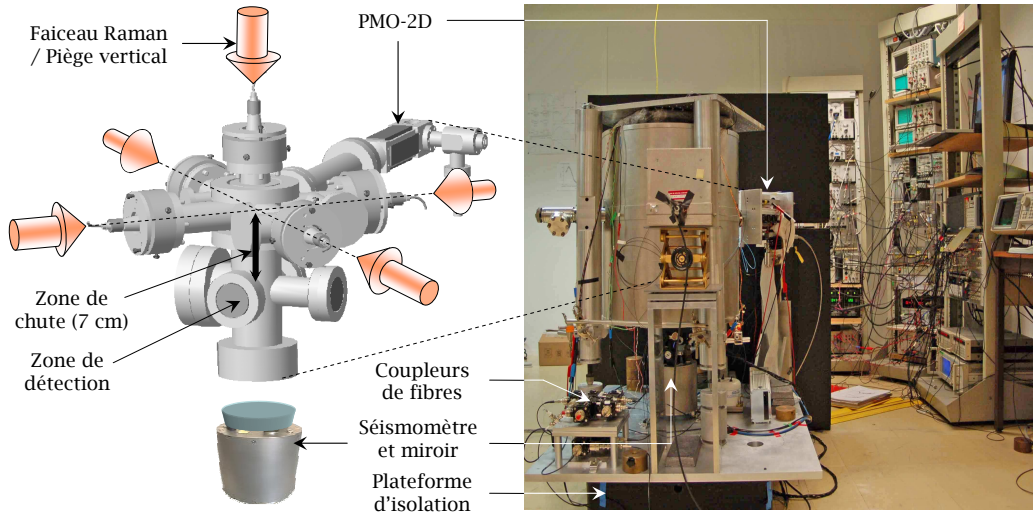 Faiceau Raman
/ Piège vertical
PMO-2D
Zone de
chute (7 cm)
Zone de
détection
Coupleurs
de fibres
Séismomètre
et miroir
Plateforme
d'isolation